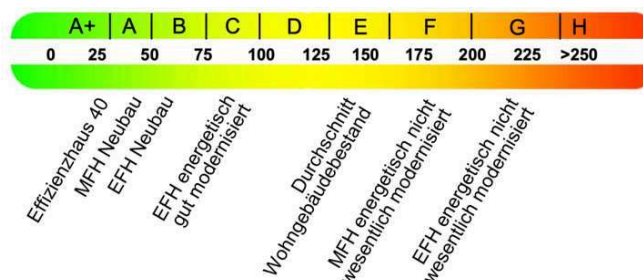 A+ A B C D E F G H
0 25 50 75 100 125 150 175 200 225 >250
Effizienzhaus 40
MFH Neubau
EFH Neubau
EFH energetisch
gut modernisiert
Durchschnitt
Wohngebäudebestand
MFH energetisch nicht
wesentlich modernisiert
EFH energetisch nicht
wesentlich modernisiert